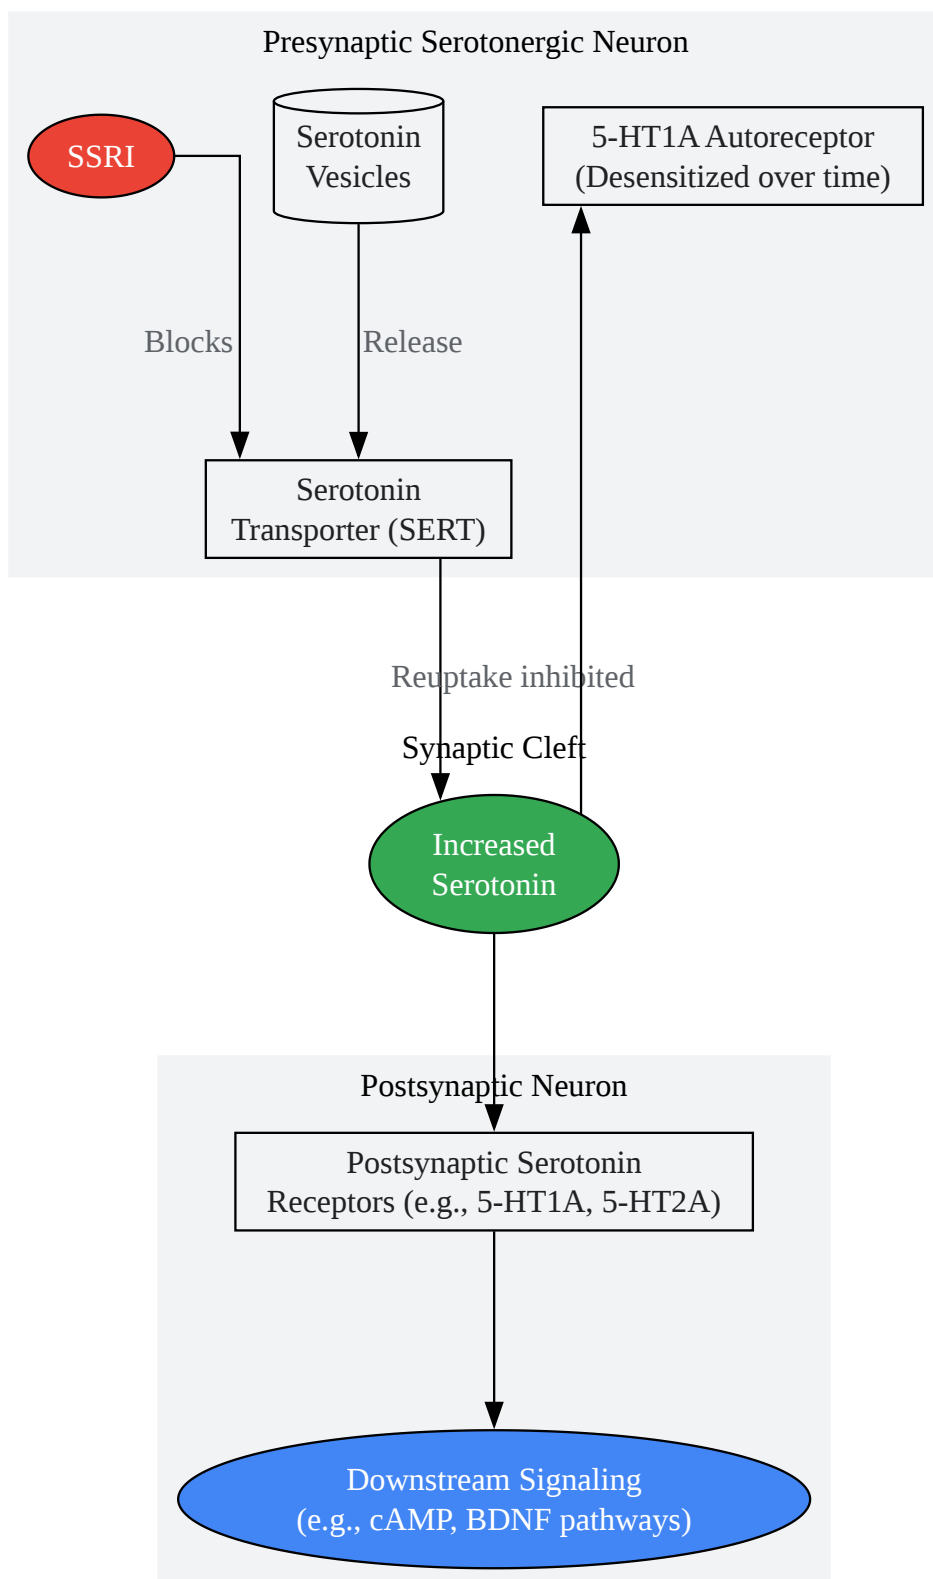 Presynaptic Serotonergic Neuron
SSRI
Serotonin
Vesicles
5-HT1A Autoreceptor
(Desensitized over time)
Blocks
Release
Serotonin
Transporter (SERT)
Reuptake inhibited
Synaptic Cleft
Increased
Serotonin
Postsynaptic Neuron
Postsynaptic Serotonin
Receptors (e.g., 5-HT1A, 5-HT2A)
Downstream Signaling
(e.g., cAMP, BDNF pathways)